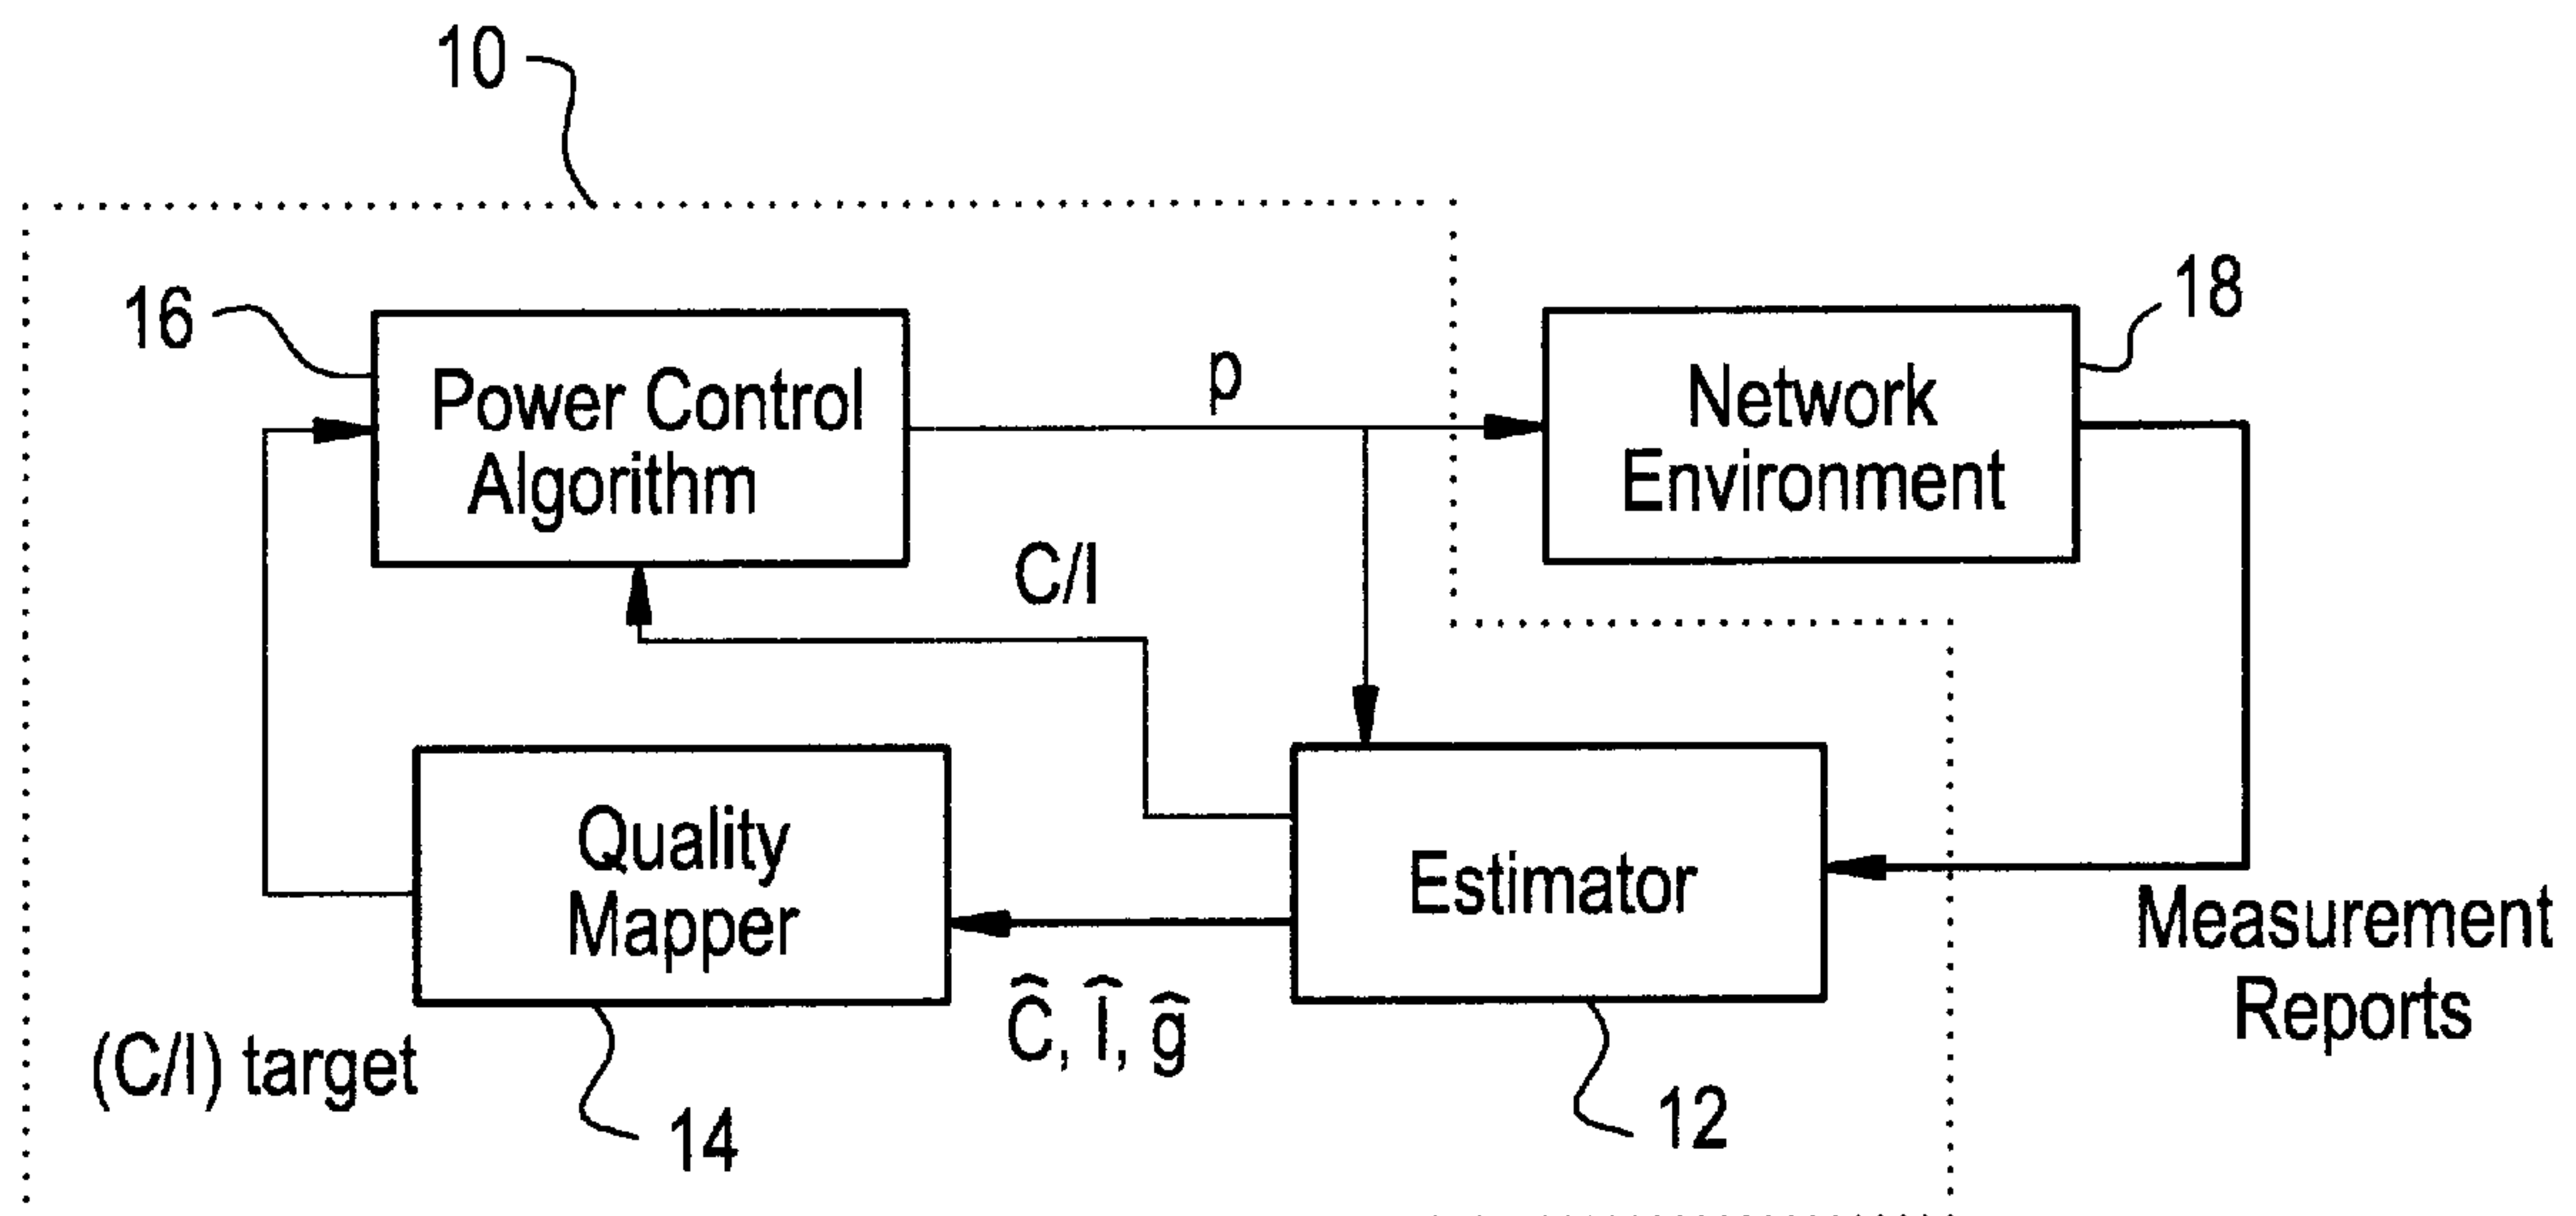 10
16
Power Control
Algorithm
p
Network
Environment
18
C/I
Quality
Mapper
Estimator
Measurement
Reports
Ĉ, Î, ĝ
(C/I) target
14
12